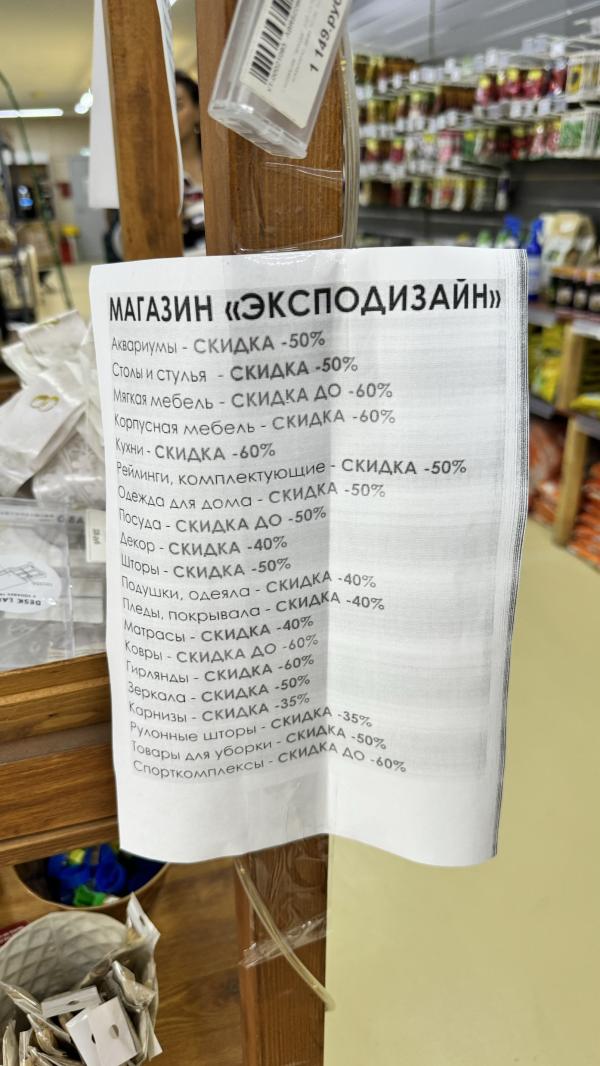 1 149.руб
МАГАЗИН «ЭКСПОДИЗАЙН»
Аквариумы - СКИДКА -50%
Столы и стулья - СКИДКА -50%
Мягкая мебель - СКИДКА ДО -60%
Корпусная мебель - СКИДКА -60%
Кухни - СКИДКА -60%
Рейлинги, комплектующие - СКИДКА -50%
Одежда для дома - СКИДКА -50%
Посуда - СКИДКА ДО -50%
Декор - СКИДКА -40%
Шторы - СКИДКА -50%
Подушки, одеяла - СКИДКА -40%
Пледы, покрывала - СКИДКА -40%
Матрасы - СКИДКА -40%
Ковры - СКИДКА ДО -60%
Гирлянды - СКИДКА -60%
Зеркала - СКИДКА -50%
Карнизы - СКИДКА -35%
Рулонные шторы - СКИДКА -35%
Товары для уборки - СКИДКА -50%
Спорткомплексы - СКИДКА ДО -60%